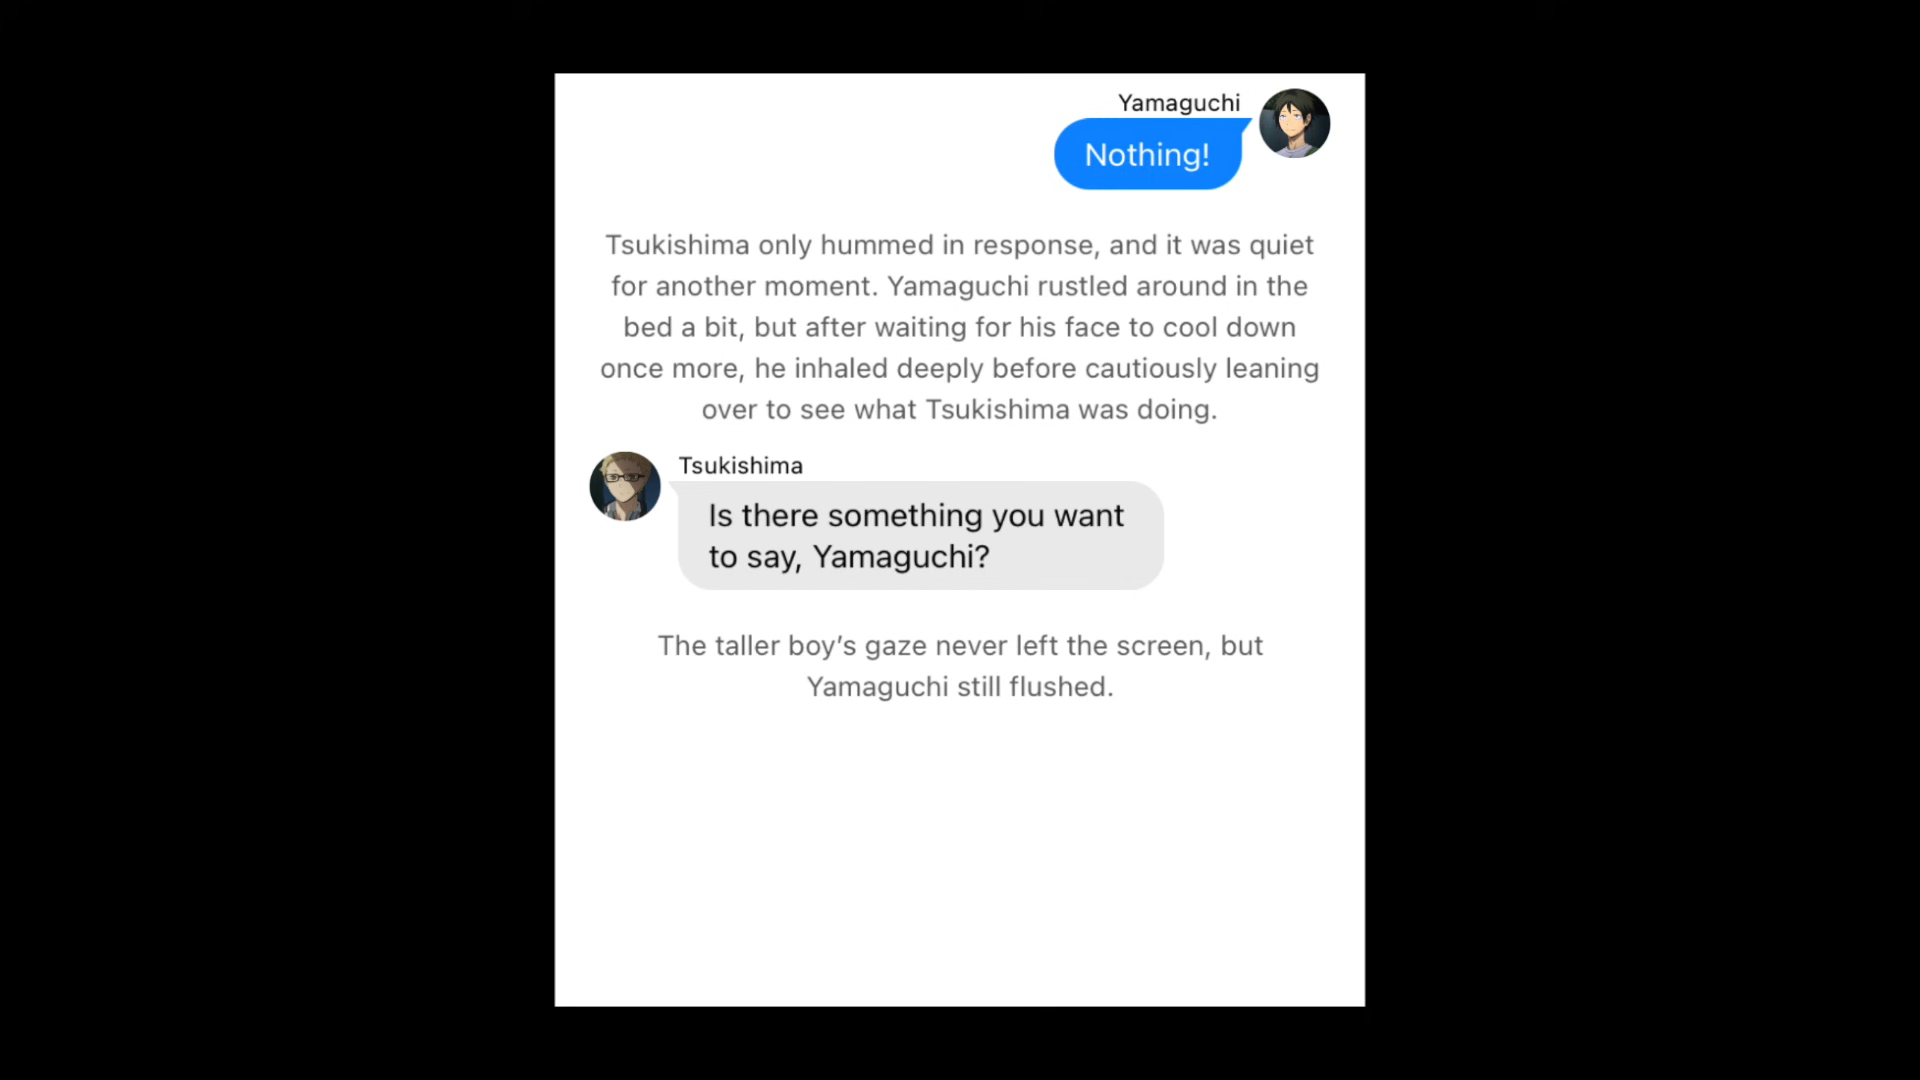 Yamaguchi
Nothing!
Tsukishima only hummed in response, and it was quiet
for another moment. Yamaguchi rustled around in the
bed a bit, but after waiting for his face to cool down
once more, he inhaled deeply before cautiously leaning
over to see what Tsukishima was doing.
Tsukishima
Is there something you want
to say, Yamaguchi?
The taller boy’s gaze never left the screen, but
Yamaguchi still flushed.